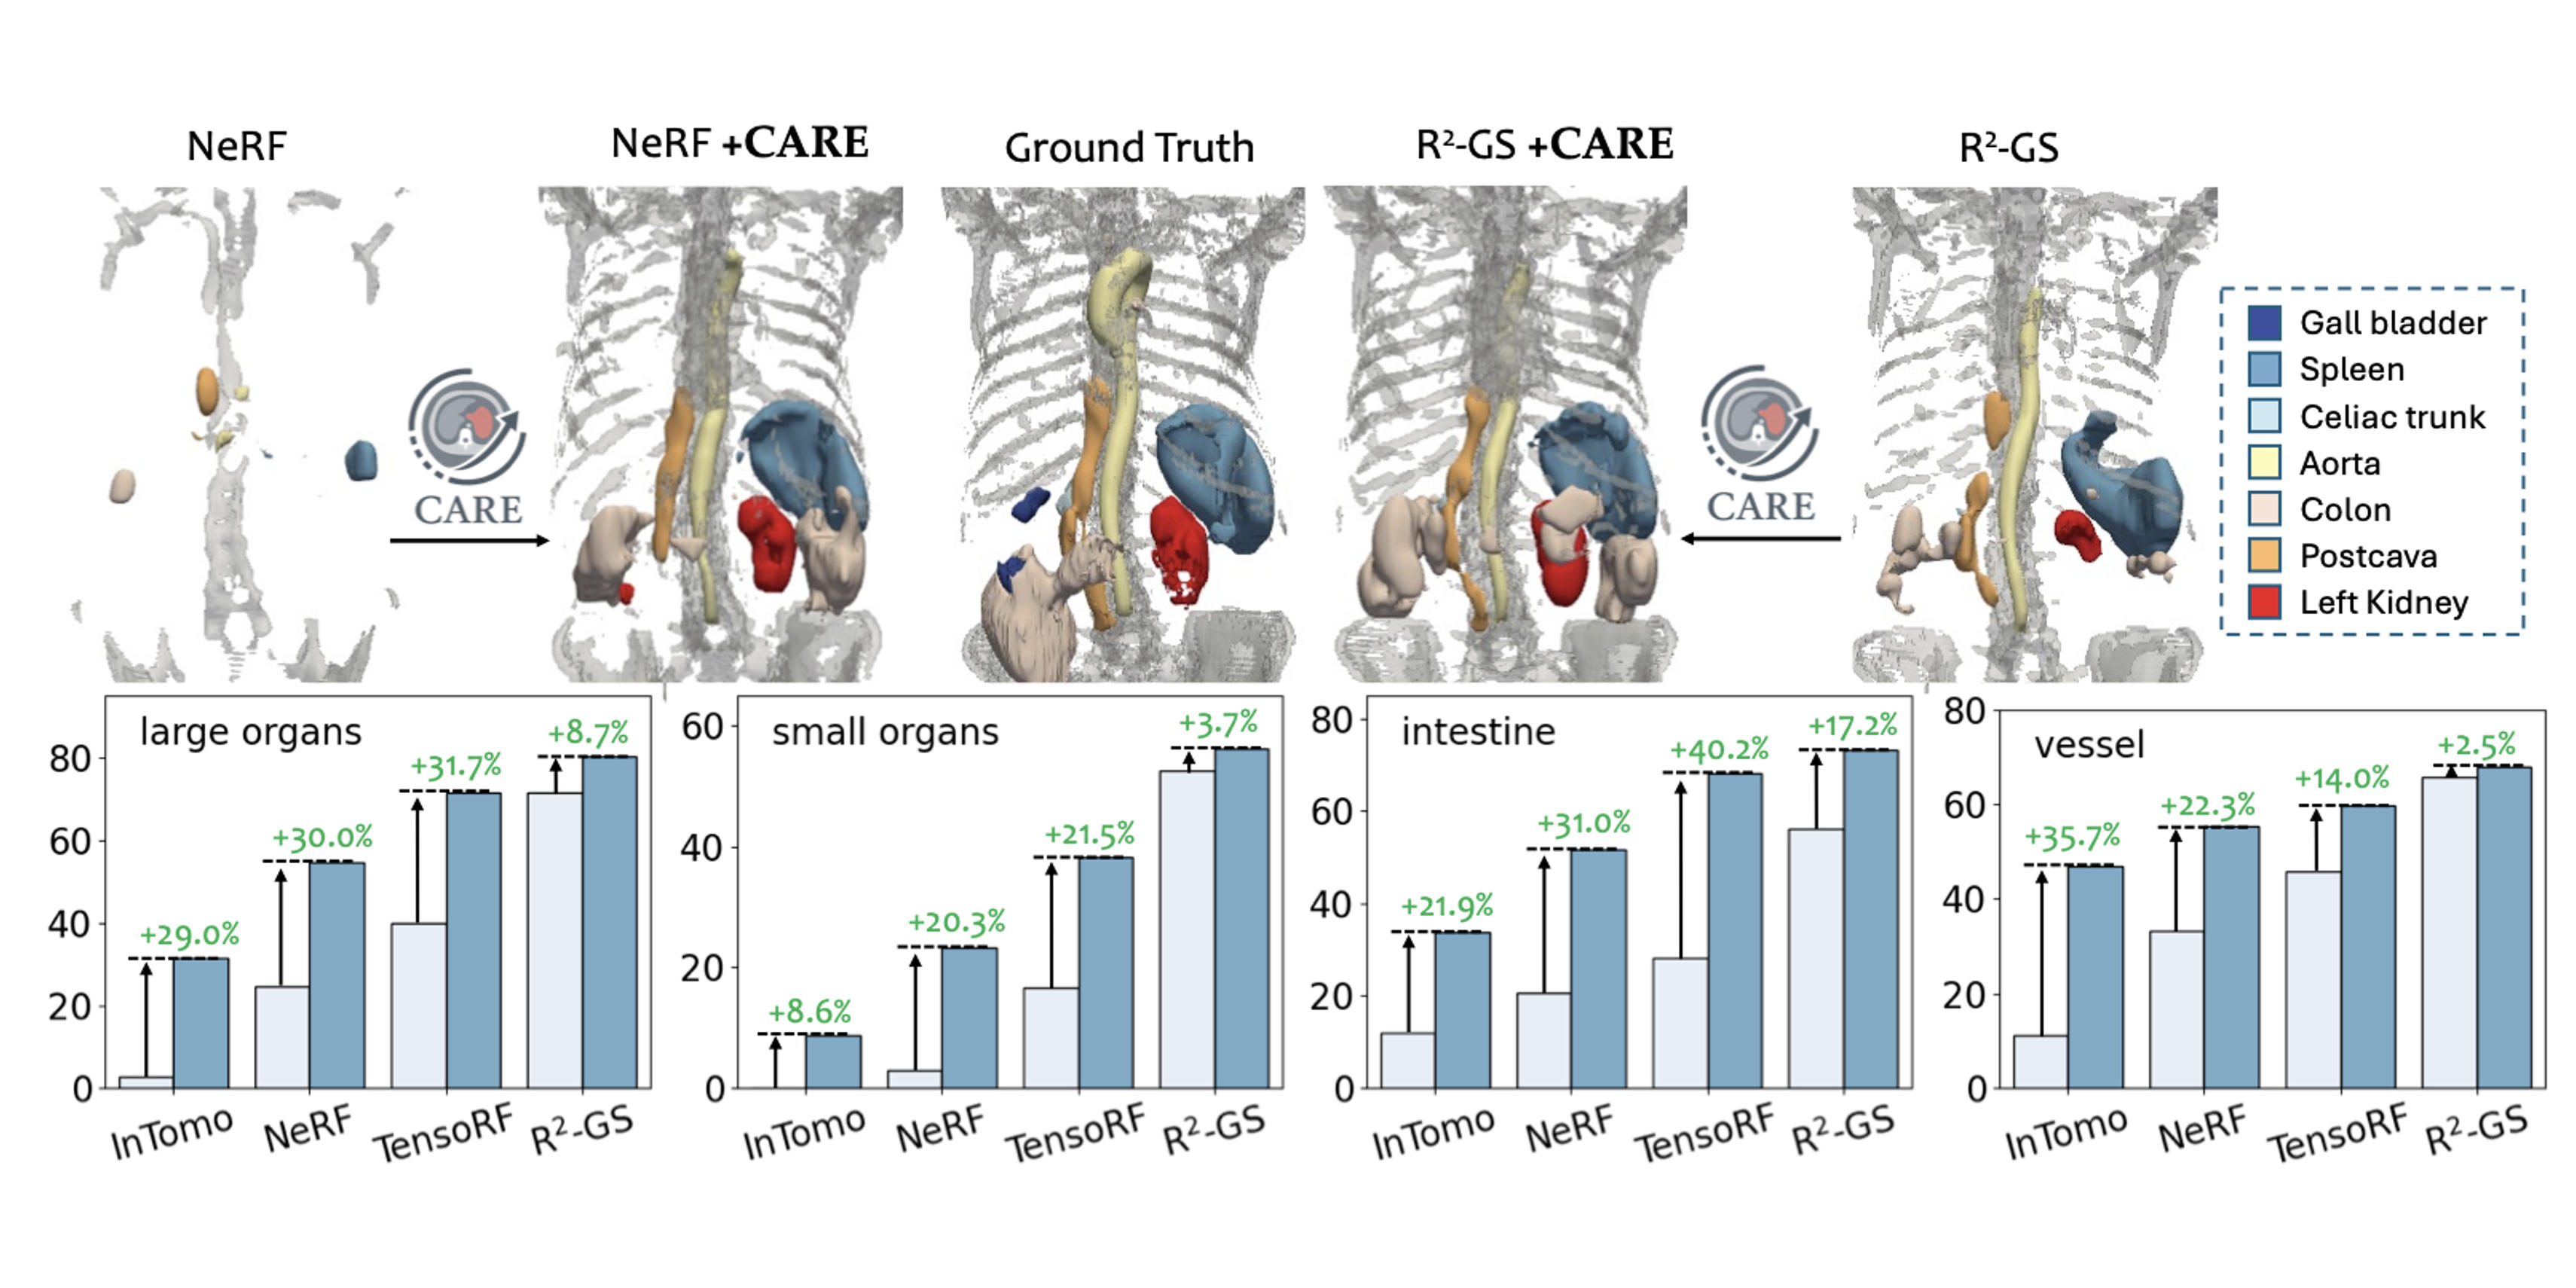 NeRF
NeRF +CARE
Ground Truth
R²-GS +CARE
R²-GS
CARE
CARE
Gall bladder
Spleen
Celiac trunk
Aorta
Colon
Postcava
Left Kidney
large organs
80
60
40
20
0
+29.0%
+30.0%
+31.7%
+8.7%
InTomo
NeRF
TensoRF
R²-GS
small organs
60
40
20
0
+8.6%
+20.3%
+21.5%
+3.7%
InTomo
NeRF
TensoRF
R²-GS
intestine
80
60
40
20
0
+21.9%
+31.0%
+40.2%
+17.2%
InTomo
NeRF
TensoRF
R²-GS
vessel
80
60
40
20
0
+35.7%
+22.3%
+14.0%
+2.5%
InTomo
NeRF
TensoRF
R²-GS